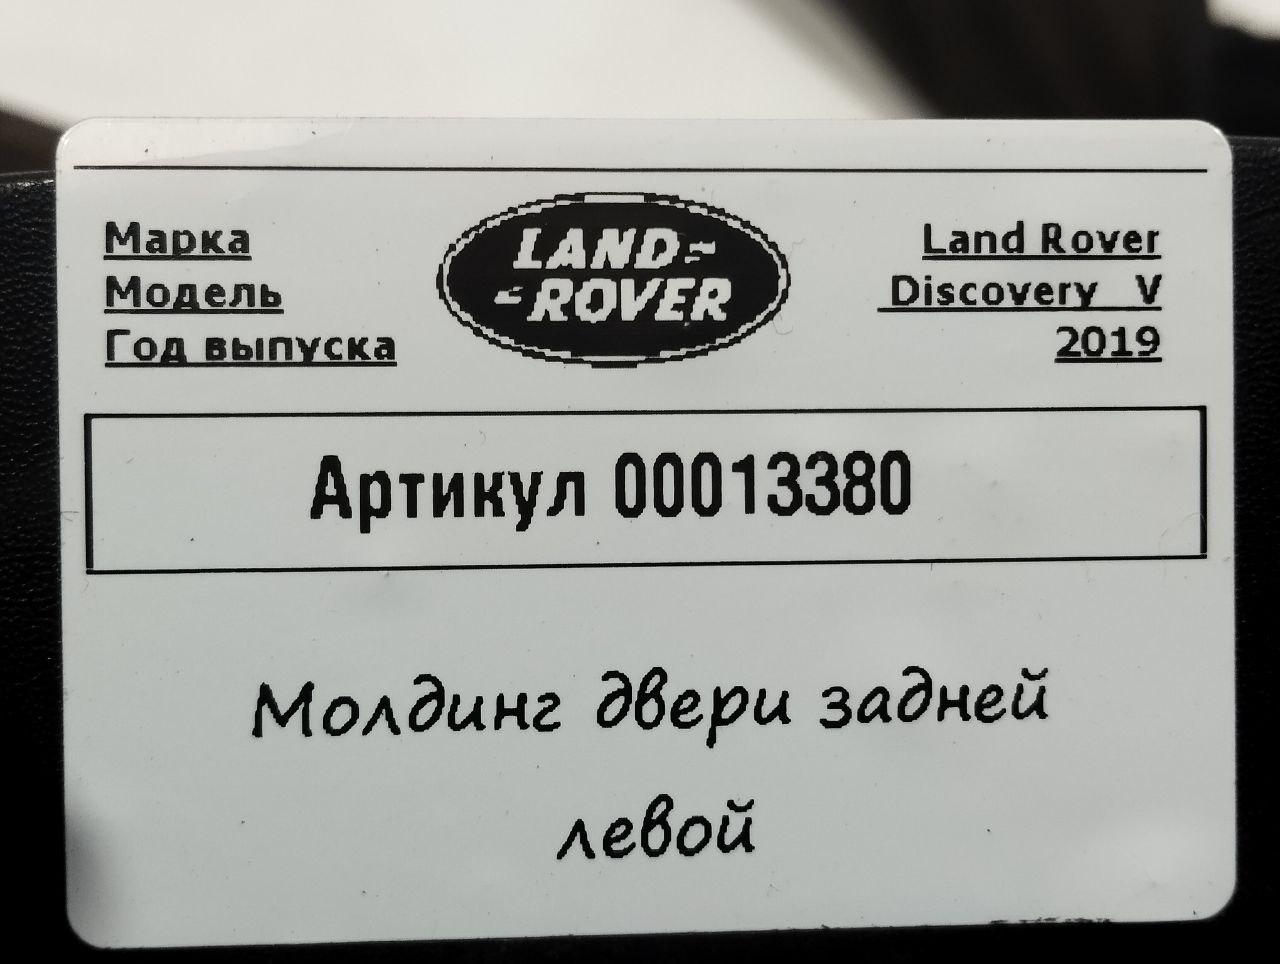 Марка
Модель
Год выпуска
LAND-
-ROVER
Land Rover
Discovery V
2019
Артикул 00013380
Молдинг двери задней
левой